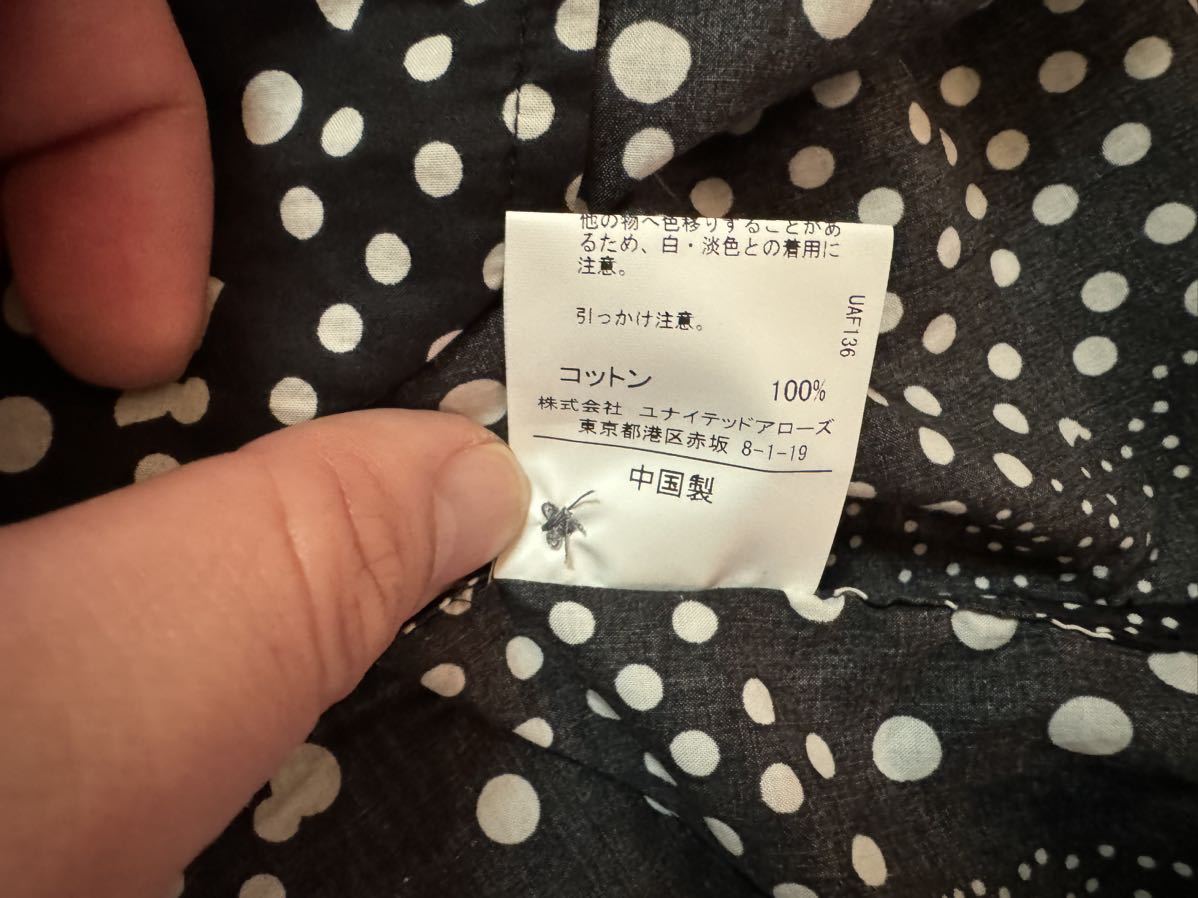 他の物へ色移りすることがあ
るため、白・淡色との着用に
注意。
引っかけ注意。
UAF136
コットン 100%
株式会社 ユナイテッドアローズ
東京都港区赤坂 8-1-19
中国製